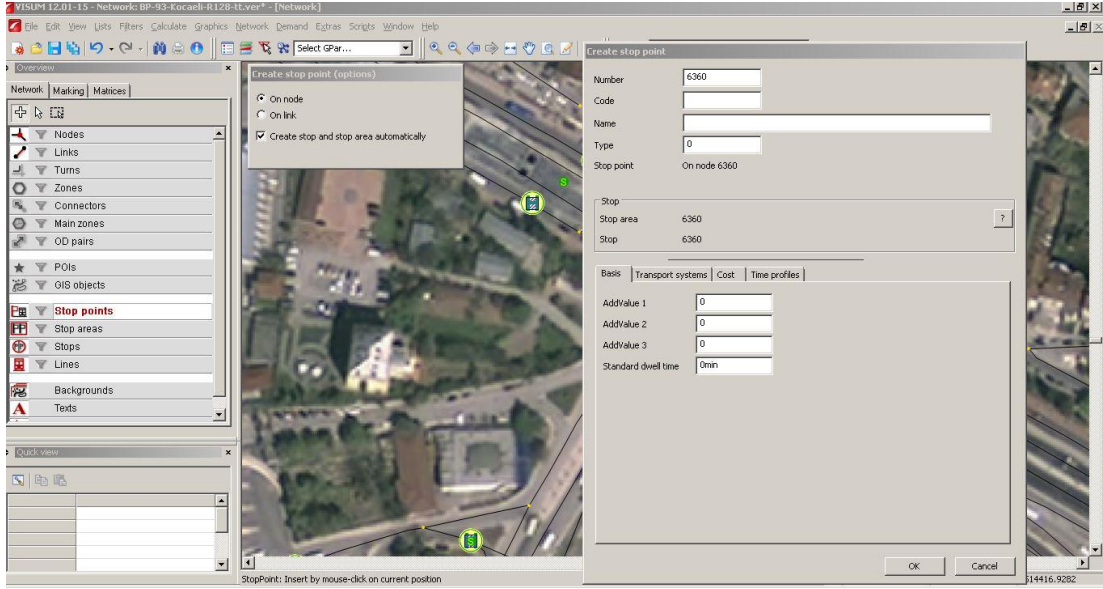 VISUM 12.01-15 - Network: BP-93-Kocaeli-R128-tt.ver* - [Network]
File Edit View Lists Filters Calculate Graphics Network Demand Extras Scripts Window Help
Select GPar...
Overview
Network Marking Matrices
Nodes
Links
Turns
Zones
Connectors
Main zones
OD pairs
POIs
GIS objects
Stop points
Stop areas
Stops
Lines
Backgrounds
Texts
Quick view
Create stop point (options)
On node
On link
Create stop and stop area automatically
S
S
StopPoint: Insert by mouse-click on current position
Create stop point
Number 6360
Code
Name
Type 0
Stop point On node 6360
Stop
Stop area 6360 ?
Stop 6360
Basis Transport systems Cost Time profiles
AddValue 1 0
AddValue 2 0
AddValue 3 0
Standard dwell time 0min
OK Cancel
514416.9282